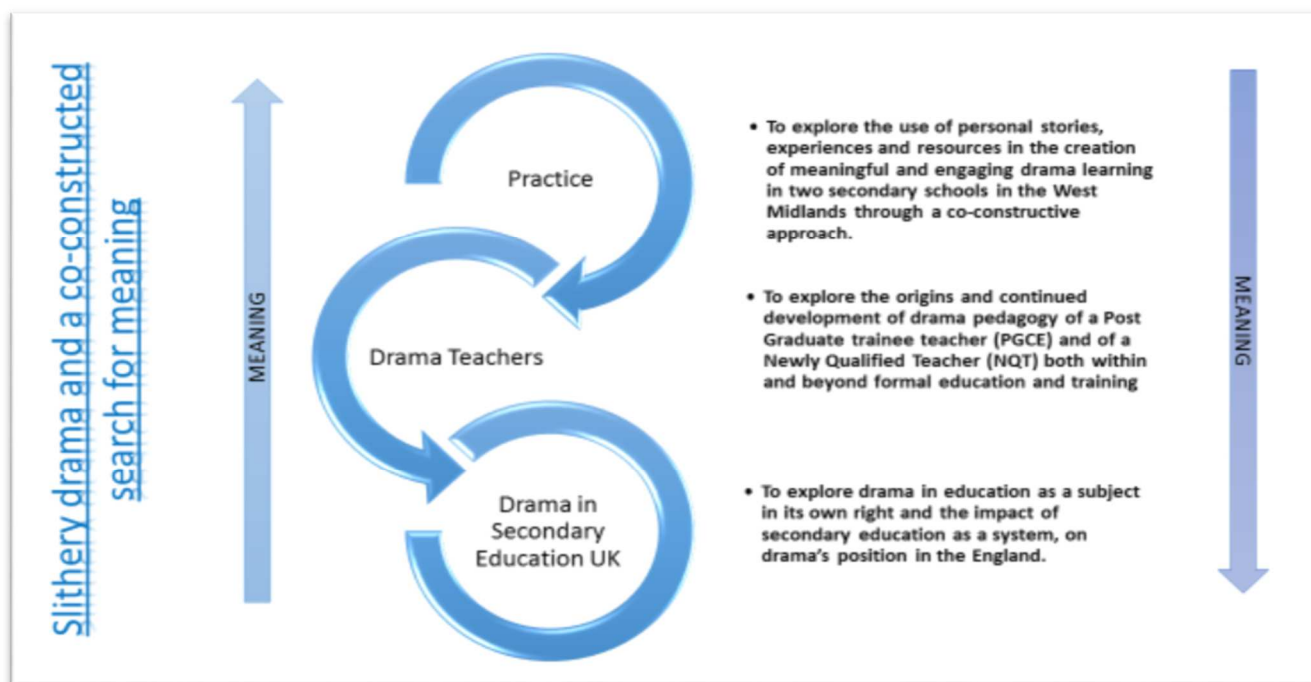 Slithery drama and a co-constructed
search for meaning
MEANING
Practice
• To explore the use of personal stories,
experiences and resources in the creation
of meaningful and engaging drama learning
in two secondary schools in the West
Midlands through a co-constructive
approach.
Drama Teachers
• To explore the origins and continued
development of drama pedagogy of a Post
Graduate trainee teacher (PGCE) and of a
Newly Qualified Teacher (NQT) both within
and beyond formal education and training
Drama in
Secondary
Education UK
• To explore drama in education as a subject
in its own right and the impact of
secondary education as a system, on
drama's position in the England.
MEANING